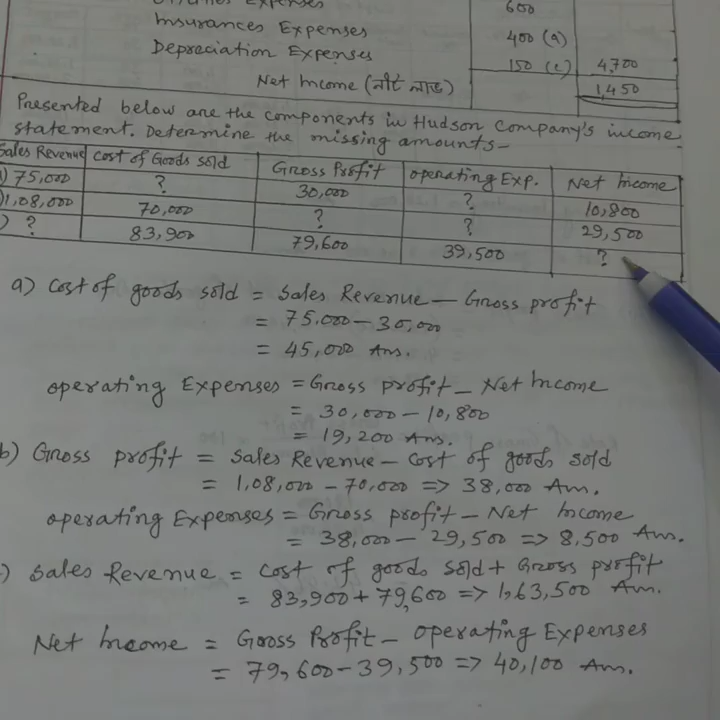 Expenses 600
Insurances Expenses 400 (a)
Depreciation Expenses 150 (c) 4,700
Net Income (नीट लाभ) 1,450
Presented below are the components in Hudson Company's income
statement. Determine the missing amounts-
Sales Revenue Cost of Goods sold Gross Profit Operating Exp. Net Income
) 75,000 ? 30,000 ? 10,800
) 1,08,000 70,000 ? ? 29,500
) ? 83,900 79,600 39,500 ?
a) Cost of goods sold = Sales Revenue - Gross profit
= 75.000 - 30,000
= 45,000 Ans.
Operating Expenses = Gross profit - Net Income
= 30,000 - 10,800
= 19,200 Ans.
b) Gross profit = Sales Revenue - Cost of goods sold
= 1,08,000 - 70,000 => 38,000 Ans.
Operating Expenses = Gross profit - Net Income
= 38,000 - 29,500 => 8,500 Ans.
) Sales Revenue = Cost of goods sold + Gross profit
= 83,900 + 79,600 => 1,63,500 Ans.
Net Income = Gross Profit - Operating Expenses
= 79,600 - 39,500 => 40,100 Ans.